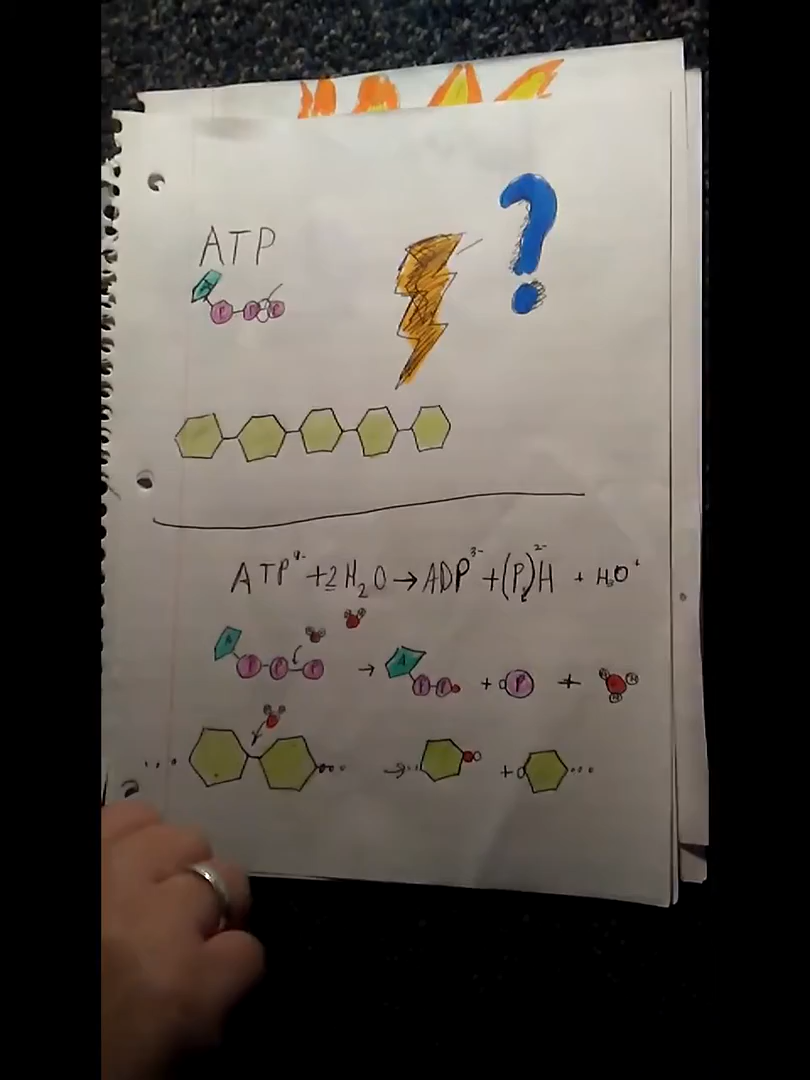 ATP
?
A
P P P
ATP⁴⁻ + 2H₂O → ADP³⁻ + (P)H²⁻ + H₃O⁺
A
P P P → A P P + P + H H H
... → ... + ...